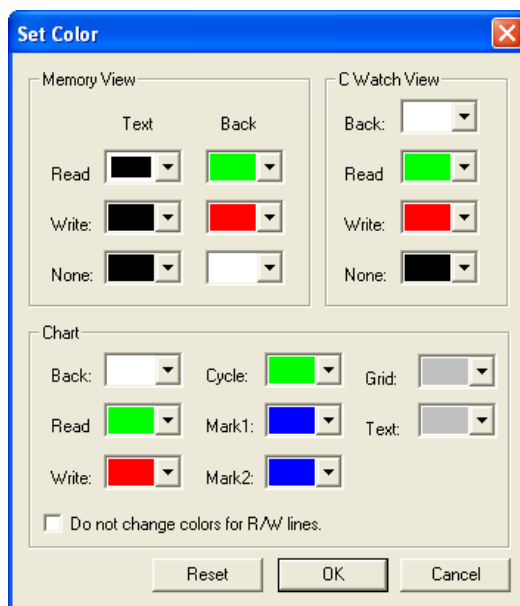 Set Color
Memory View
Text Back
Read
Write:
None:
C Watch View
Back:
Read
Write:
None:
Chart
Back: Cycle: Grid:
Read Mark1: Text:
Write: Mark2:
Do not change colors for R/W lines.
Reset OK Cancel